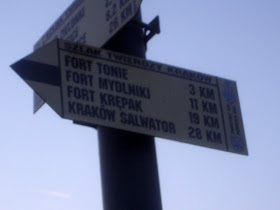 SZLAK TWIERDZY KRAKÓW
FORT TONIE 3 KM
FORT MYDLNIKI 11 KM
FORT KRĘPAK 19 KM
KRAKÓW SALWATOR 28 KM